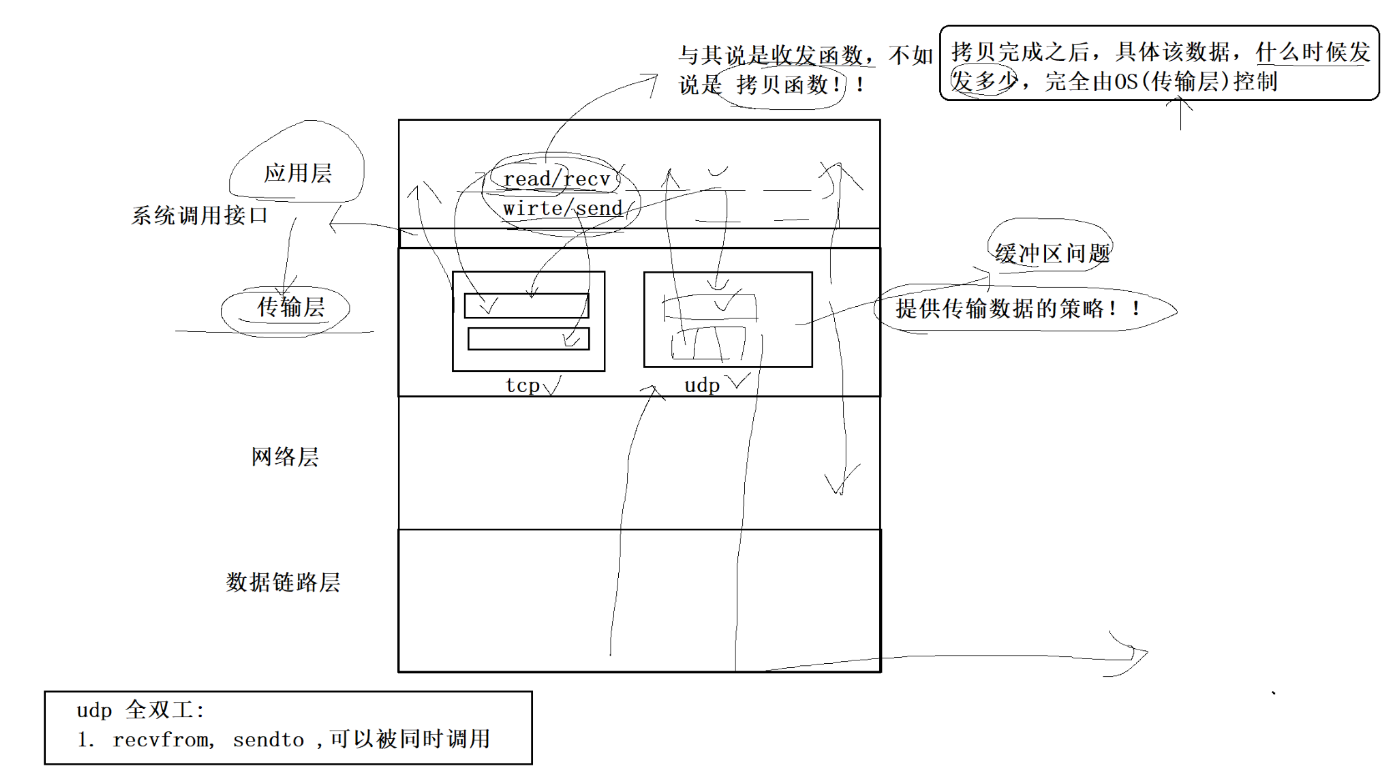 与其说是收发函数，不如
说是 拷贝函数！！
拷贝完成之后，具体该数据，什么时候发
发多少，完全由OS(传输层)控制
应用层
read/recv
wirte/send
系统调用接口
缓冲区问题
传输层
提供传输数据的策略！！
tcp
udp
网络层
数据链路层
udp 全双工:
1. recvfrom, sendto ,可以被同时调用